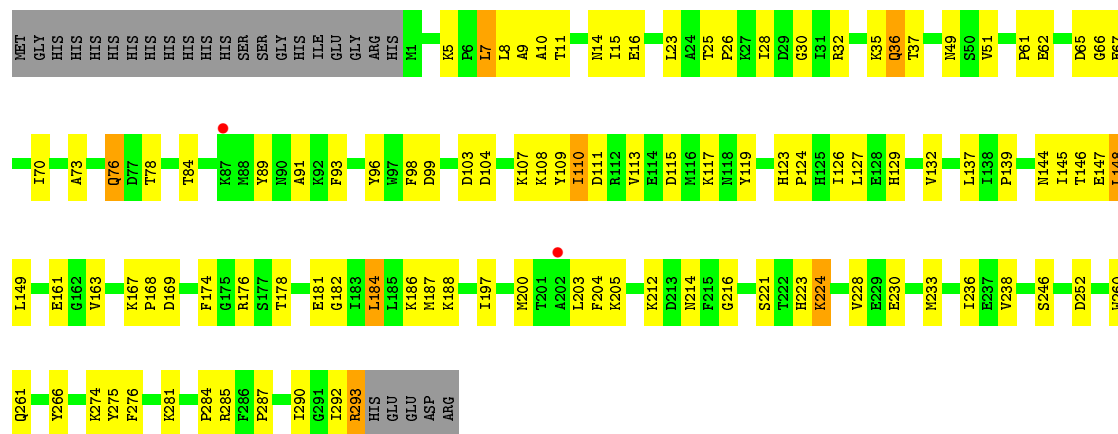 MET GLY HIS HIS HIS HIS HIS HIS HIS HIS HIS HIS SER SER GLY HIS ILE GLU GLY ARG HIS M1 K5 P6 L7 L8 A9 A10 T11 N14 I15 E16 L23 A24 T25 P26 K27 I28 D29 G30 I31 R32 K35 Q36 T37 N49 S50 V51 P61 E62 D65 G66 E67
I70 A73 Q76 D77 T78 T84 K87 M88 Y89 N90 A91 K92 F93 Y96 W97 F98 D99 D103 D104 K107 K108 Y109 I110 D111 R112 V113 E114 D115 M116 K117 N118 Y119 H123 P124 H125 I126 L127 E128 H129 V132 L137 I138 P139 N144 I145 T146 E147 L148
L149 E161 G162 V163 K167 P168 D169 F174 G175 R176 S177 T178 E181 G182 I183 L184 L185 K186 M187 K188 I197 M200 T201 A202 L203 F204 K205 K212 D213 N214 F215 G216 S221 T222 H223 K224 V228 E229 E230 M233 I236 E237 V238 S246 D252
Q261 Y266 K274 Y275 F276 K281 P284 R285 F286 P287 I290 G291 I292 R293 HIS GLU GLU ASP ARG